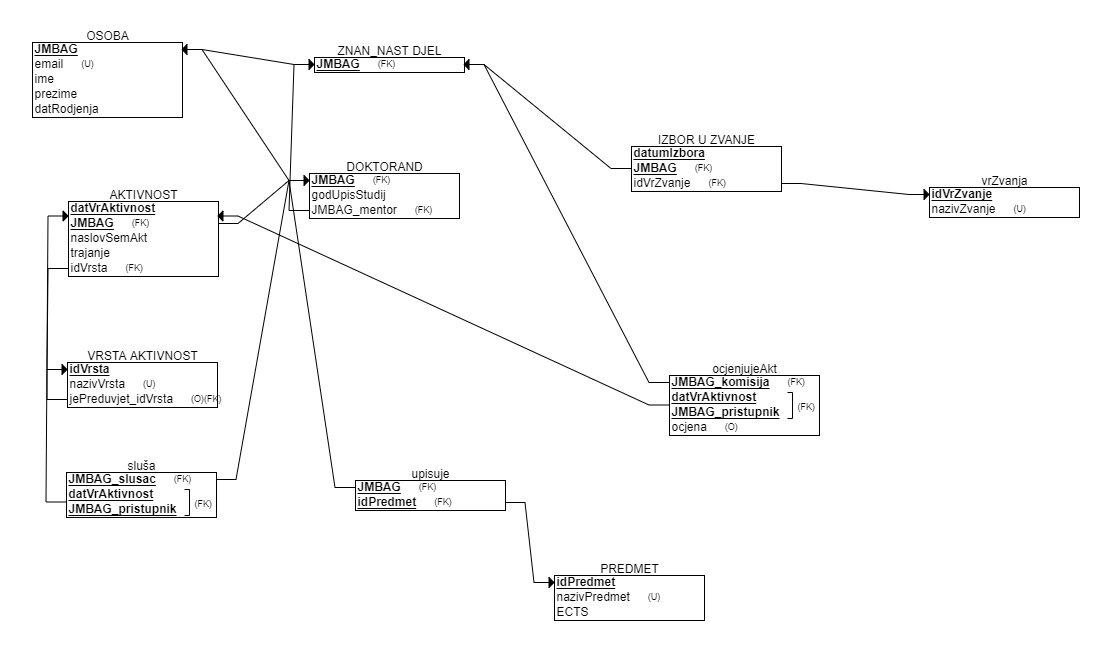 OSOBA
JMBAG
email (U)
ime
prezime
datRodjenja
ZNAN_NAST DJEL
JMBAG (FK)
IZBOR U ZVANJE
datumIzbora
JMBAG (FK)
idVrZvanje (FK)
vrZvanja
idVrZvanje
nazivZvanje (U)
DOKTORAND
JMBAG (FK)
godUpisStudij
JMBAG_mentor (FK)
AKTIVNOST
datVrAktivnost
JMBAG (FK)
naslovSemAkt
trajanje
idVrsta (FK)
VRSTA AKTIVNOST
idVrsta
nazivVrsta (U)
jePreduvjet_idVrsta (O)(FK)
ocjenjujeAkt
JMBAG_komisija (FK)
datVrAktivnost
JMBAG_pristupnik (FK)
ocjena (O)
sluša
JMBAG_slusac (FK)
datVrAktivnost
JMBAG_pristupnik (FK)
upisuje
JMBAG (FK)
idPredmet (FK)
PREDMET
idPredmet
nazivPredmet (U)
ECTS